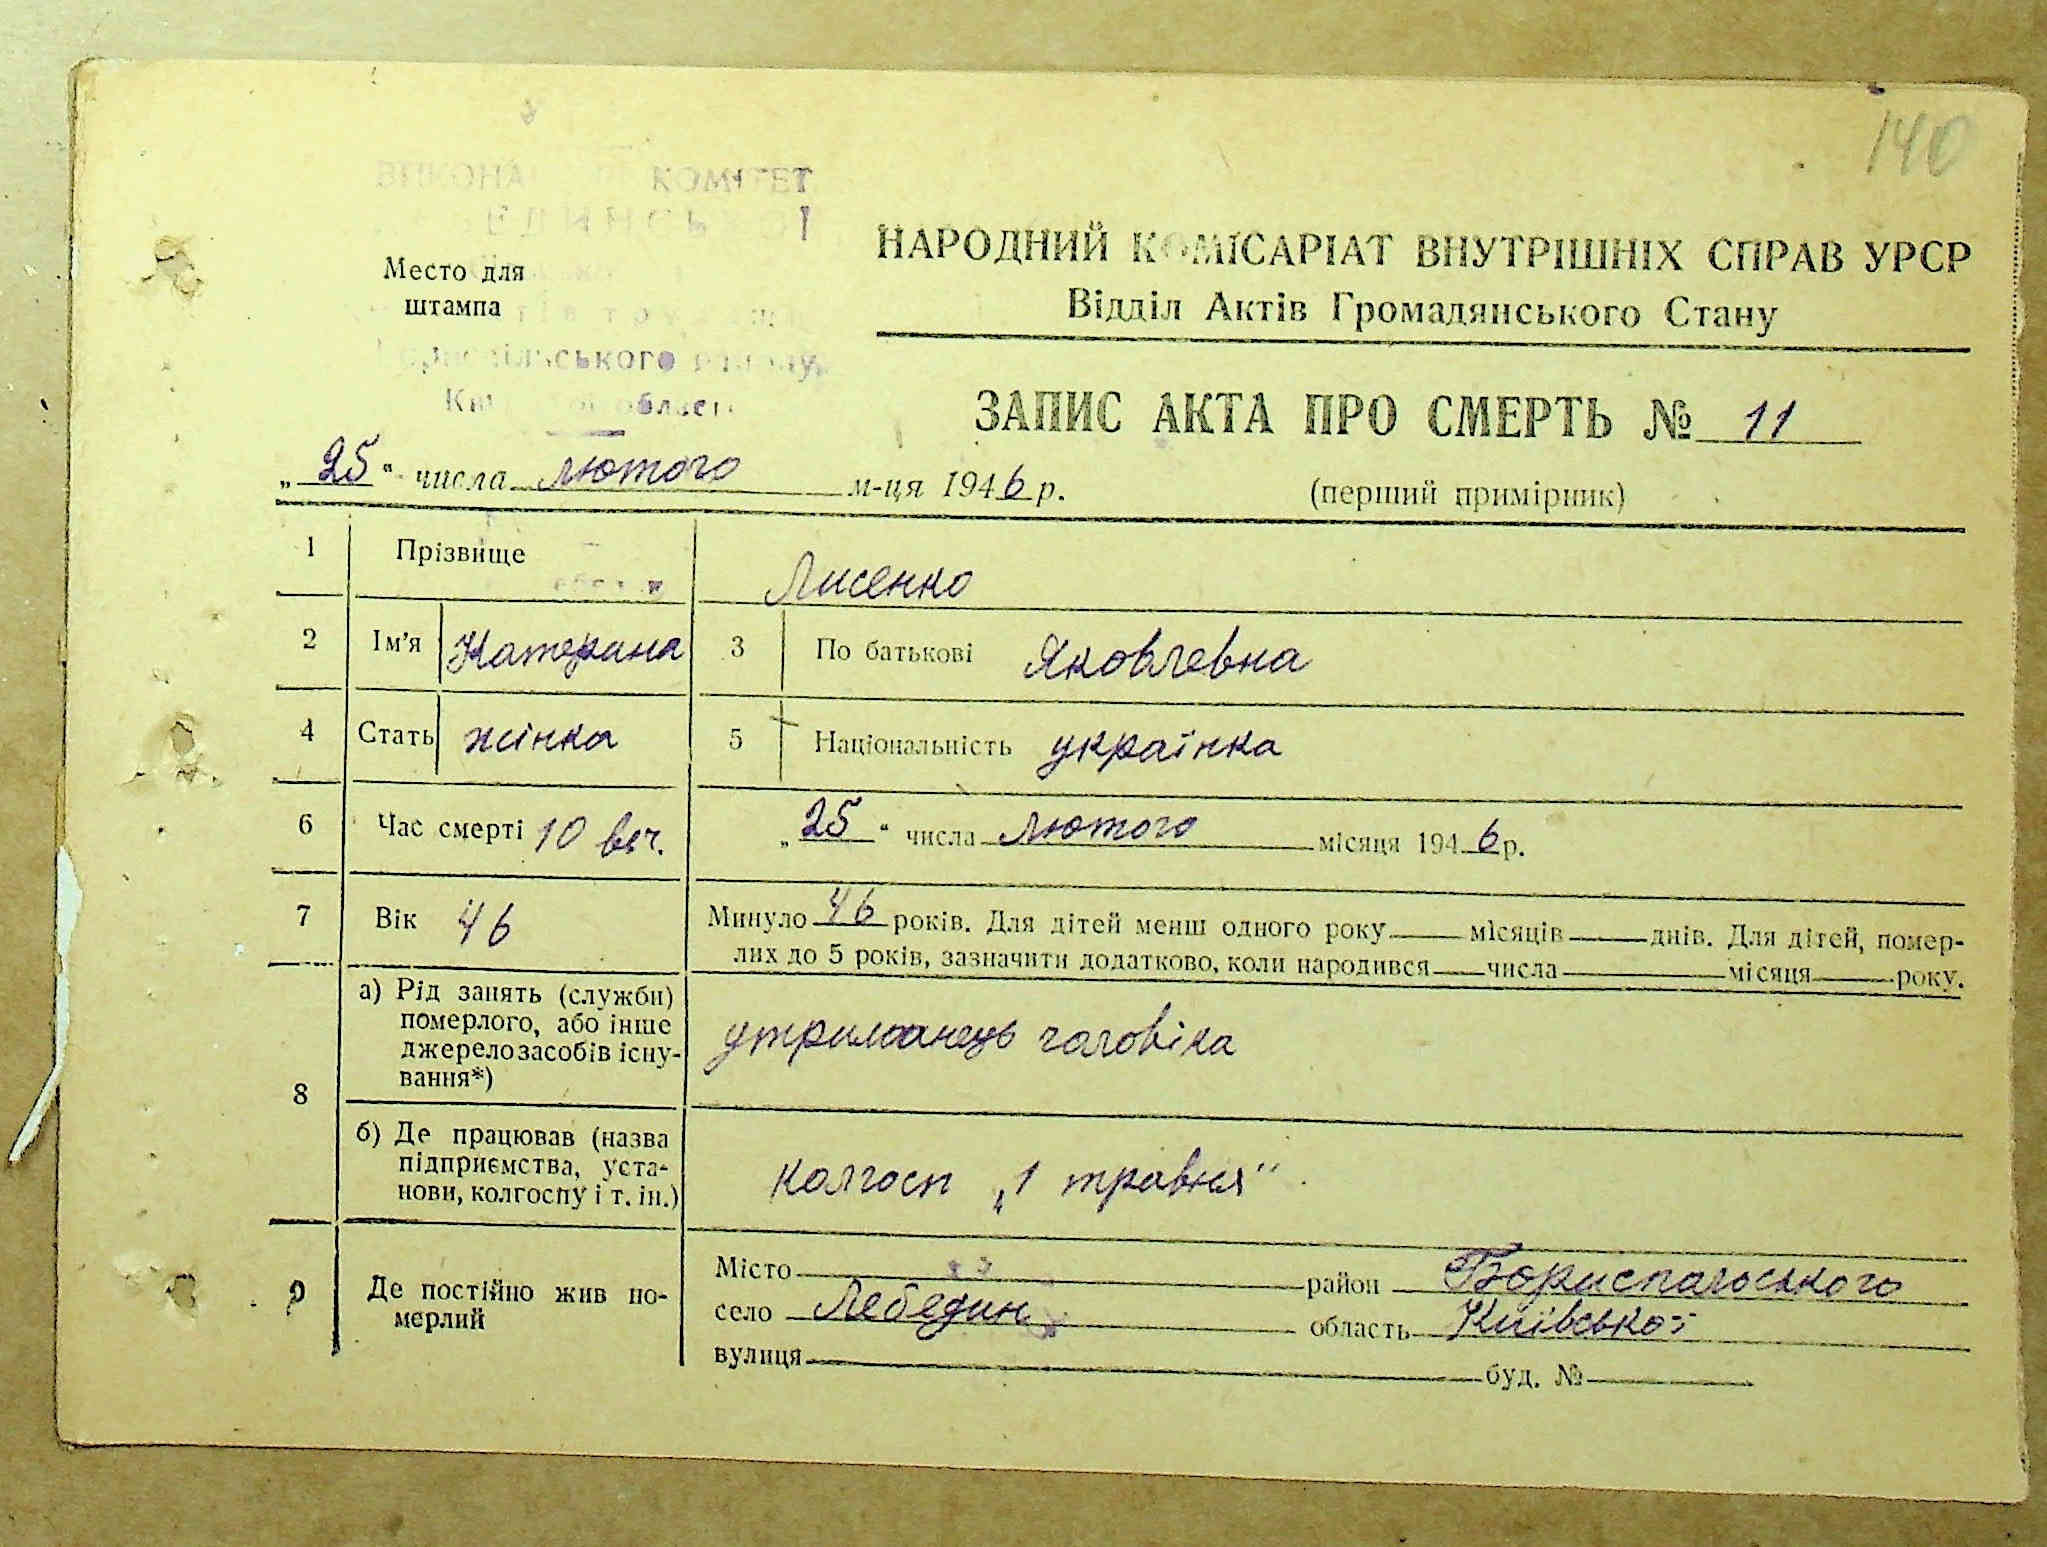 140
КОМІТЕТ
Место для
штампа
НАРОДНИЙ КОМІСАРІАТ ВНУТРІШНІХ СПРАВ УРСР
Відділ Актів Громадянського Стану
ЗАПИС АКТА ПРО СМЕРТЬ № 11
„25“ числа лютого м-ця 1946 р.
(перший примірник)
1 Прізвище Лисенко
2 Ім’я Катерина 3 По батькові Яковлевна
4 Стать жінка 5 Національність українка
6 Час смерті 10 веч. „25“ числа лютого місяця 1946 р.
7 Вік 46 Минуло 46 років. Для дітей менш одного року місяців днів. Для дітей, помер-
лих до 5 років, зазначити додатково, коли народився числа місяця року.
8
а) Рід занять (служби)
померлого, або інше
джерело засобів існу-
вання*)
утриманець чоловіка
б) Де працював (назва
підприємства, уста-
нови, колгоспу і т. ін.)
колгосп „1 травня“
9 Де постійно жив по-
мерлий
Місто район Бориспольського
село Лебедин область Київської
вулиця буд. №